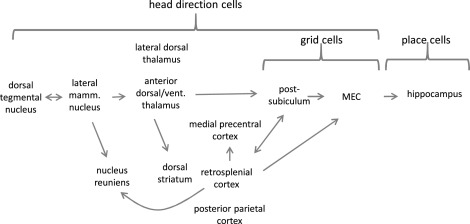 head direction cells
lateral dorsal
thalamus
grid cells
place cells
dorsal
tegmental
nucleus
lateral
mamm.
nucleus
anterior
dorsal/vent.
thalamus
post-
subiculum
MEC
hippocampus
medial precentral
cortex
nucleus
reuniens
dorsal
striatum
retrosplenial
cortex
posterior parietal
cortex